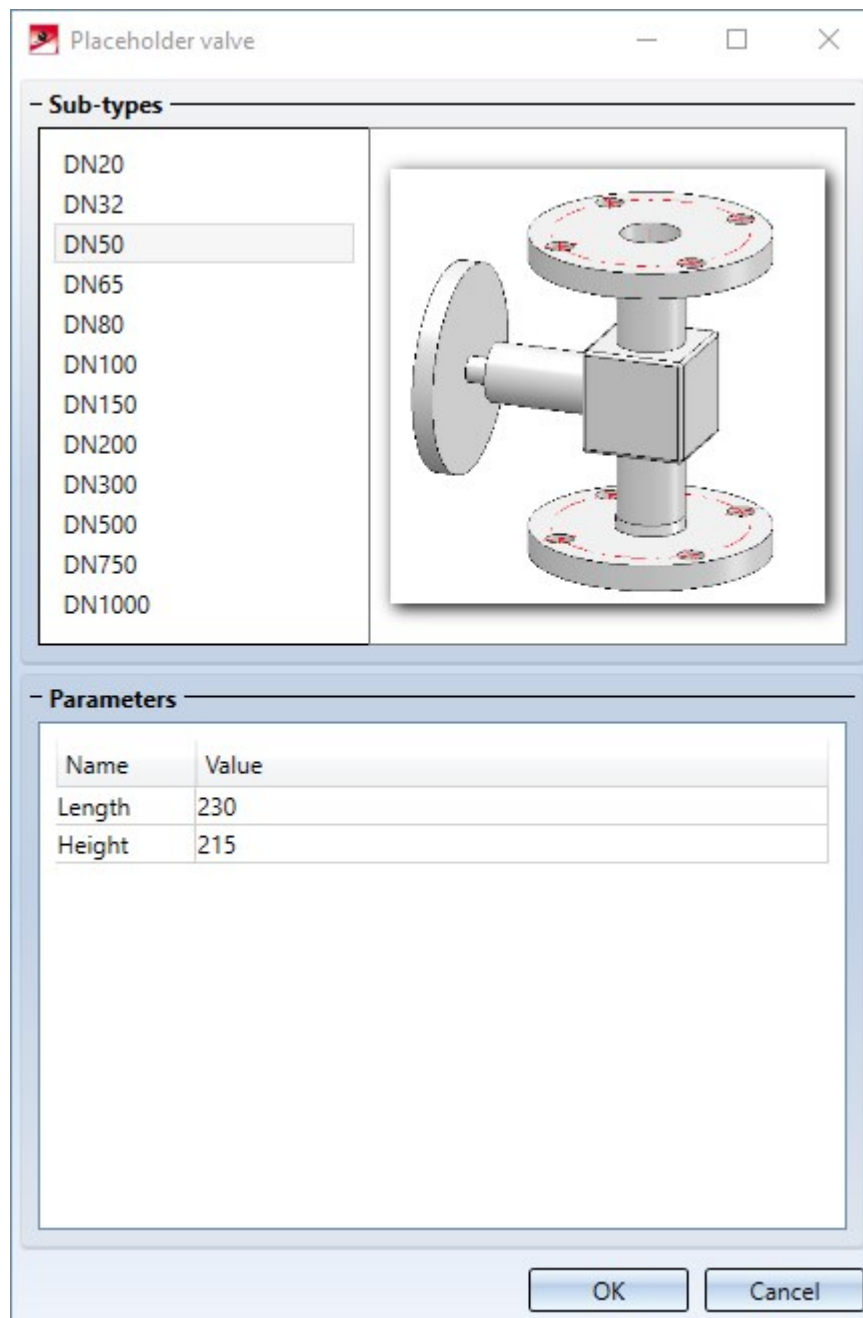 Placeholder valve
Sub-types
DN20
DN32
DN50
DN65
DN80
DN100
DN150
DN200
DN300
DN500
DN750
DN1000
Parameters
Name Value
Length 230
Height 215
OK Cancel